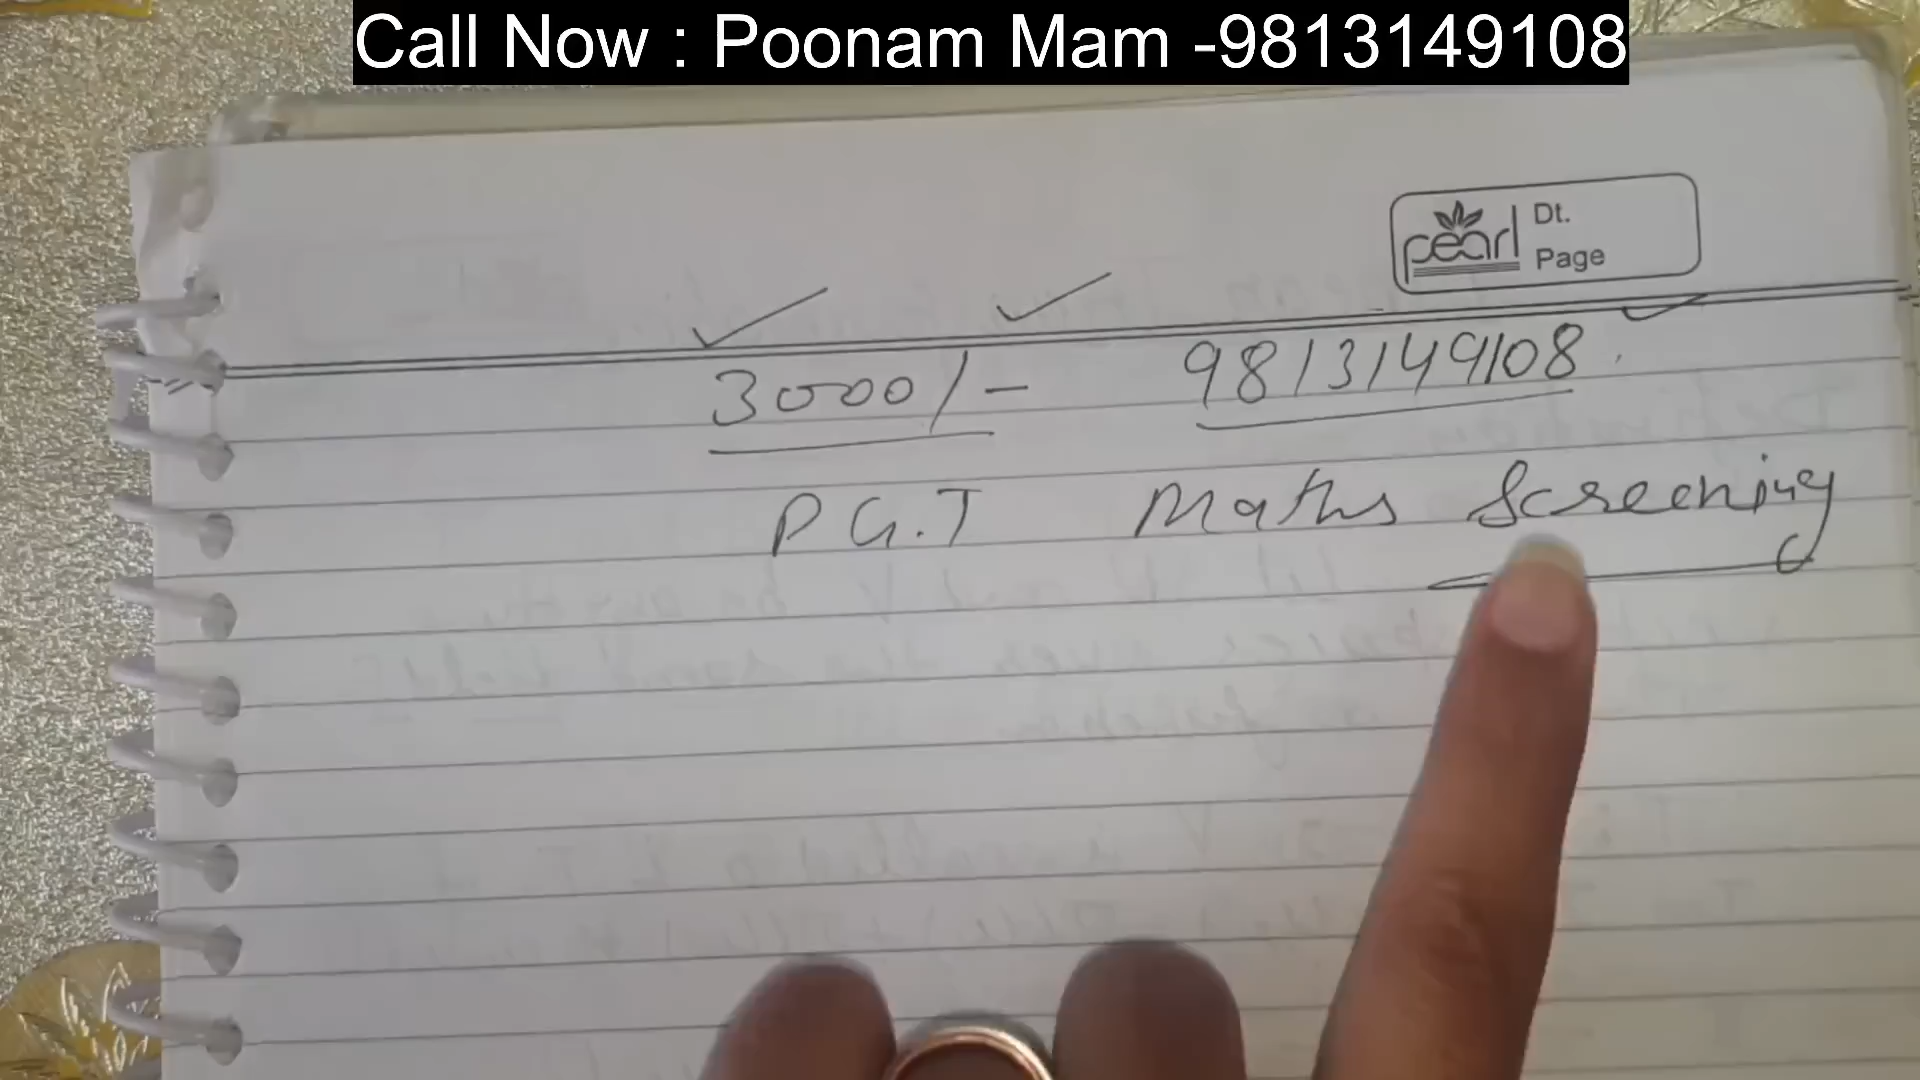 Call Now : Poonam Mam -9813149108
pearl
Dt.
Page
3000/- 9813149108
P G.T Maths Screening